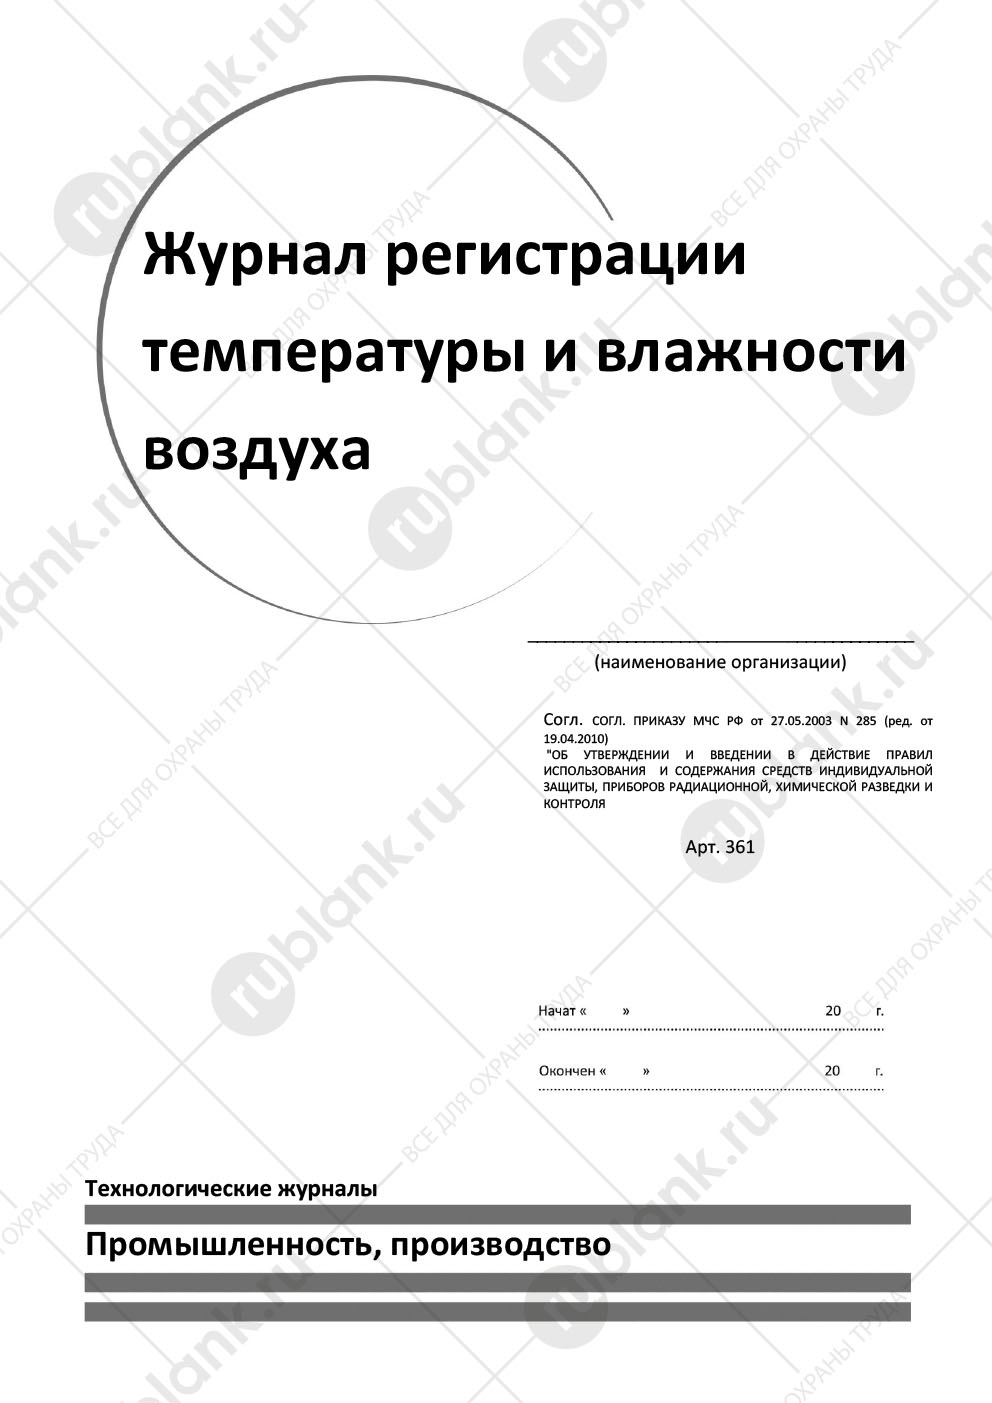 Журнал регистрации
температуры и влажности
воздуха
(наименование организации)
Согл. СОГЛ. ПРИКАЗУ МЧС РФ от 27.05.2003 N 285 (ред. от
19.04.2010)
"ОБ УТВЕРЖДЕНИИ И ВВЕДЕНИИ В ДЕЙСТВИЕ ПРАВИЛ
ИСПОЛЬЗОВАНИЯ И СОДЕРЖАНИЯ СРЕДСТВ ИНДИВИДУАЛЬНОЙ
ЗАЩИТЫ, ПРИБОРОВ РАДИАЦИОННОЙ, ХИМИЧЕСКОЙ РАЗВЕДКИ И
КОНТРОЛЯ
Арт. 361
Начат « » 20 г.
Окончен « » 20 г.
Технологические журналы
Промышленность, производство
rublank.ru
ВСЕ ДЛЯ ОХРАНЫ ТРУДА